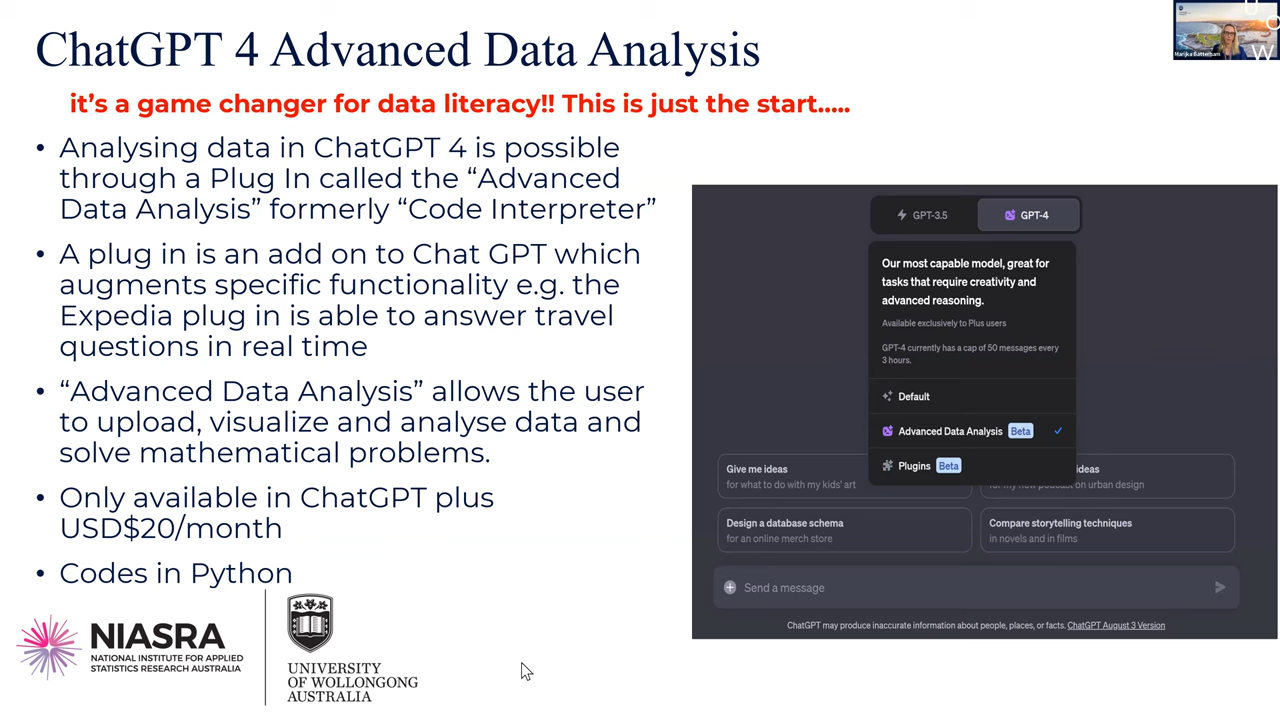 ChatGPT 4 Advanced Data Analysis
it's a game changer for data literacy!! This is just the start.....
• Analysing data in ChatGPT 4 is possible
through a Plug In called the “Advanced
Data Analysis” formerly “Code Interpreter”
• A plug in is an add on to Chat GPT which
augments specific functionality e.g. the
Expedia plug in is able to answer travel
questions in real time
• “Advanced Data Analysis” allows the user
to upload, visualize and analyse data and
solve mathematical problems.
• Only available in ChatGPT plus
USD$20/month
• Codes in Python
NIASRA
NATIONAL INSTITUTE FOR APPLIED
STATISTICS RESEARCH AUSTRALIA
UNIVERSITY
OF WOLLONGONG
AUSTRALIA
GPT-3.5
GPT-4
Our most capable model, great for
tasks that require creativity and
advanced reasoning.
Available exclusively to Plus users
GPT-4 currently has a cap of 50 messages every
3 hours.
Default
Advanced Data Analysis Beta
Plugins Beta
Give me ideas
for what to do with my kids' art
ideas
for my new podcast on urban design
Design a database schema
for an online merch store
Compare storytelling techniques
in novels and in films
Send a message
ChatGPT may produce inaccurate information about people, places, or facts. ChatGPT August 3 Version
Marijka Batterham
U
O
W